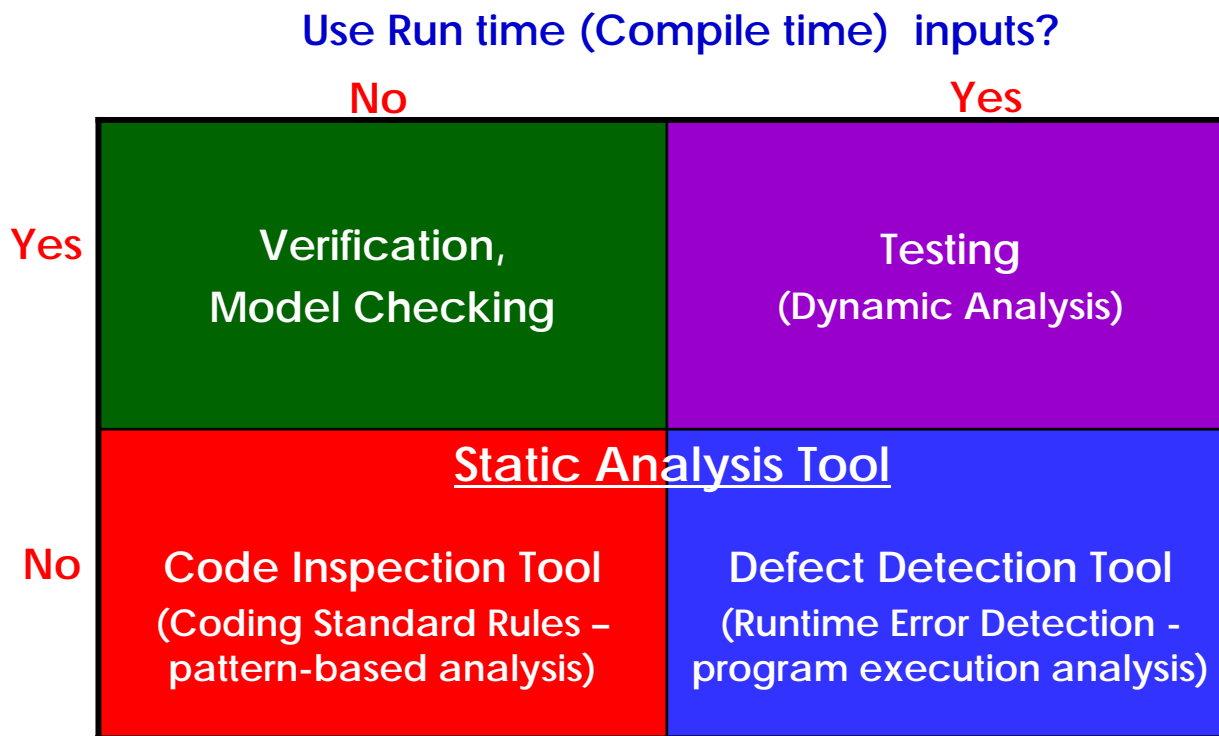 Use Run time (Compile time) inputs?
No
Yes
Yes
Verification,
Model Checking
Testing
(Dynamic Analysis)
Static Analysis Tool
No
Code Inspection Tool
(Coding Standard Rules –
pattern-based analysis)
Defect Detection Tool
(Runtime Error Detection -
program execution analysis)